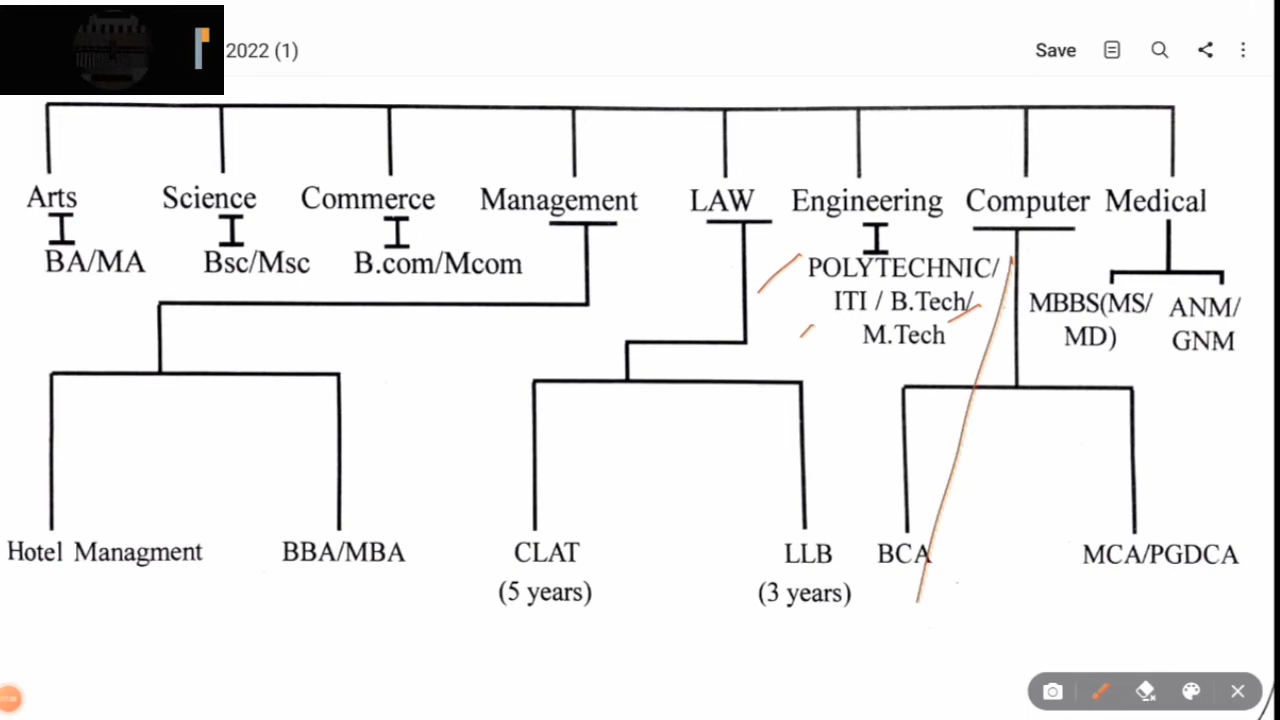 2022 (1)
Save
Arts Science Commerce Management LAW Engineering Computer Medical
BA/MA Bsc/Msc B.com/Mcom POLYTECHNIC/
ITI / B.Tech/
M.Tech
MBBS(MS/
MD)
ANM/
GNM
Hotel Managment BBA/MBA CLAT LLB BCA MCA/PGDCA
(5 years) (3 years)